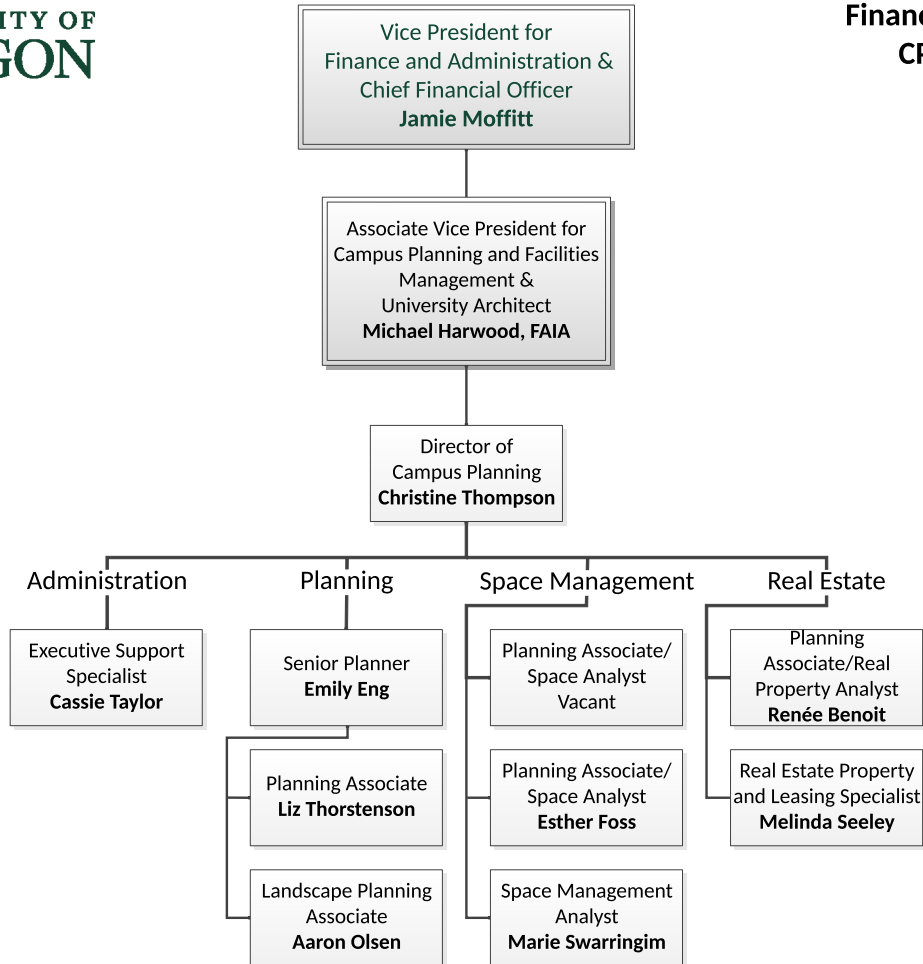 ITY OF
GON
Financ
CP
Vice President for
Finance and Administration &
Chief Financial Officer
Jamie Moffitt
Associate Vice President for
Campus Planning and Facilities
Management &
University Architect
Michael Harwood, FAIA
Director of
Campus Planning
Christine Thompson
Administration
Planning
Space Management
Real Estate
Executive Support
Specialist
Cassie Taylor
Senior Planner
Emily Eng
Planning Associate/
Space Analyst
Vacant
Planning
Associate/Real
Property Analyst
Renée Benoit
Planning Associate
Liz Thorstenson
Planning Associate/
Space Analyst
Esther Foss
Real Estate Property
and Leasing Specialist
Melinda Seeley
Landscape Planning
Associate
Aaron Olsen
Space Management
Analyst
Marie Swarringim